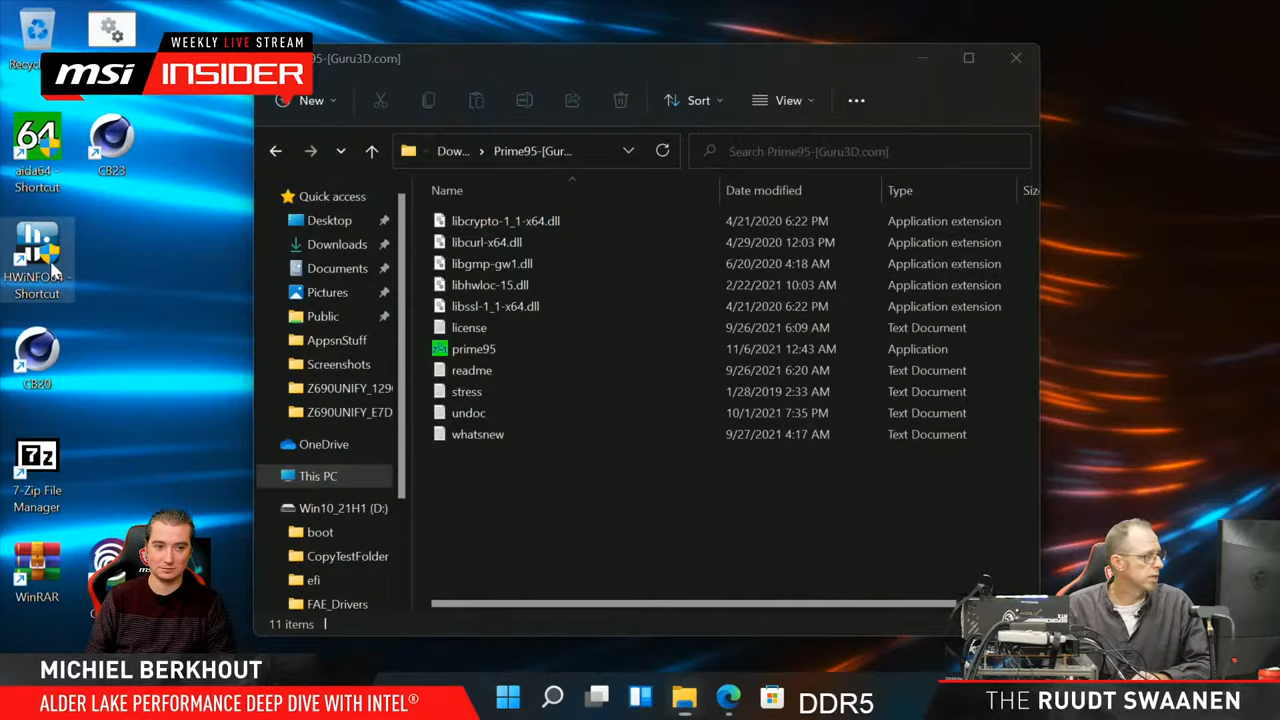 WEEKLY LIVE STREAM
msi INSIDER
95-[Guru3D.com]
New
Sort
View
Dow...
Prime95-[Gur...
Search Prime95-[Guru3D.com]
aida64 -
Shortcut
CB23
HWiNFO64 -
Shortcut
CB20
7-Zip File
Manager
WinRAR
Quick access
Desktop
Downloads
Documents
Pictures
Public
AppsnStuff
Screenshots
Z690UNIFY_129
Z690UNIFY_E7D
OneDrive
This PC
Win10_21H1 (D:)
boot
CopyTestFolder
efi
FAE_Drivers
Name Date modified Type
libcrypto-1_1-x64.dll 4/21/2020 6:22 PM Application extension
libcurl-x64.dll 4/29/2020 12:03 PM Application extension
libgmp-gw1.dll 6/20/2020 4:18 AM Application extension
libhwloc-15.dll 2/22/2021 10:03 AM Application extension
libssl-1_1-x64.dll 4/21/2020 6:22 PM Application extension
license 9/26/2021 6:09 AM Text Document
prime95 11/6/2021 12:43 AM Application
readme 9/26/2021 6:20 AM Text Document
stress 1/28/2019 2:33 AM Text Document
undoc 10/1/2021 7:35 PM Text Document
whatsnew 9/27/2021 4:17 AM Text Document
11 items
MICHIEL BERKHOUT
ALDER LAKE PERFORMANCE DEEP DIVE WITH INTEL®
DDR5
THE RUUDT SWAANEN